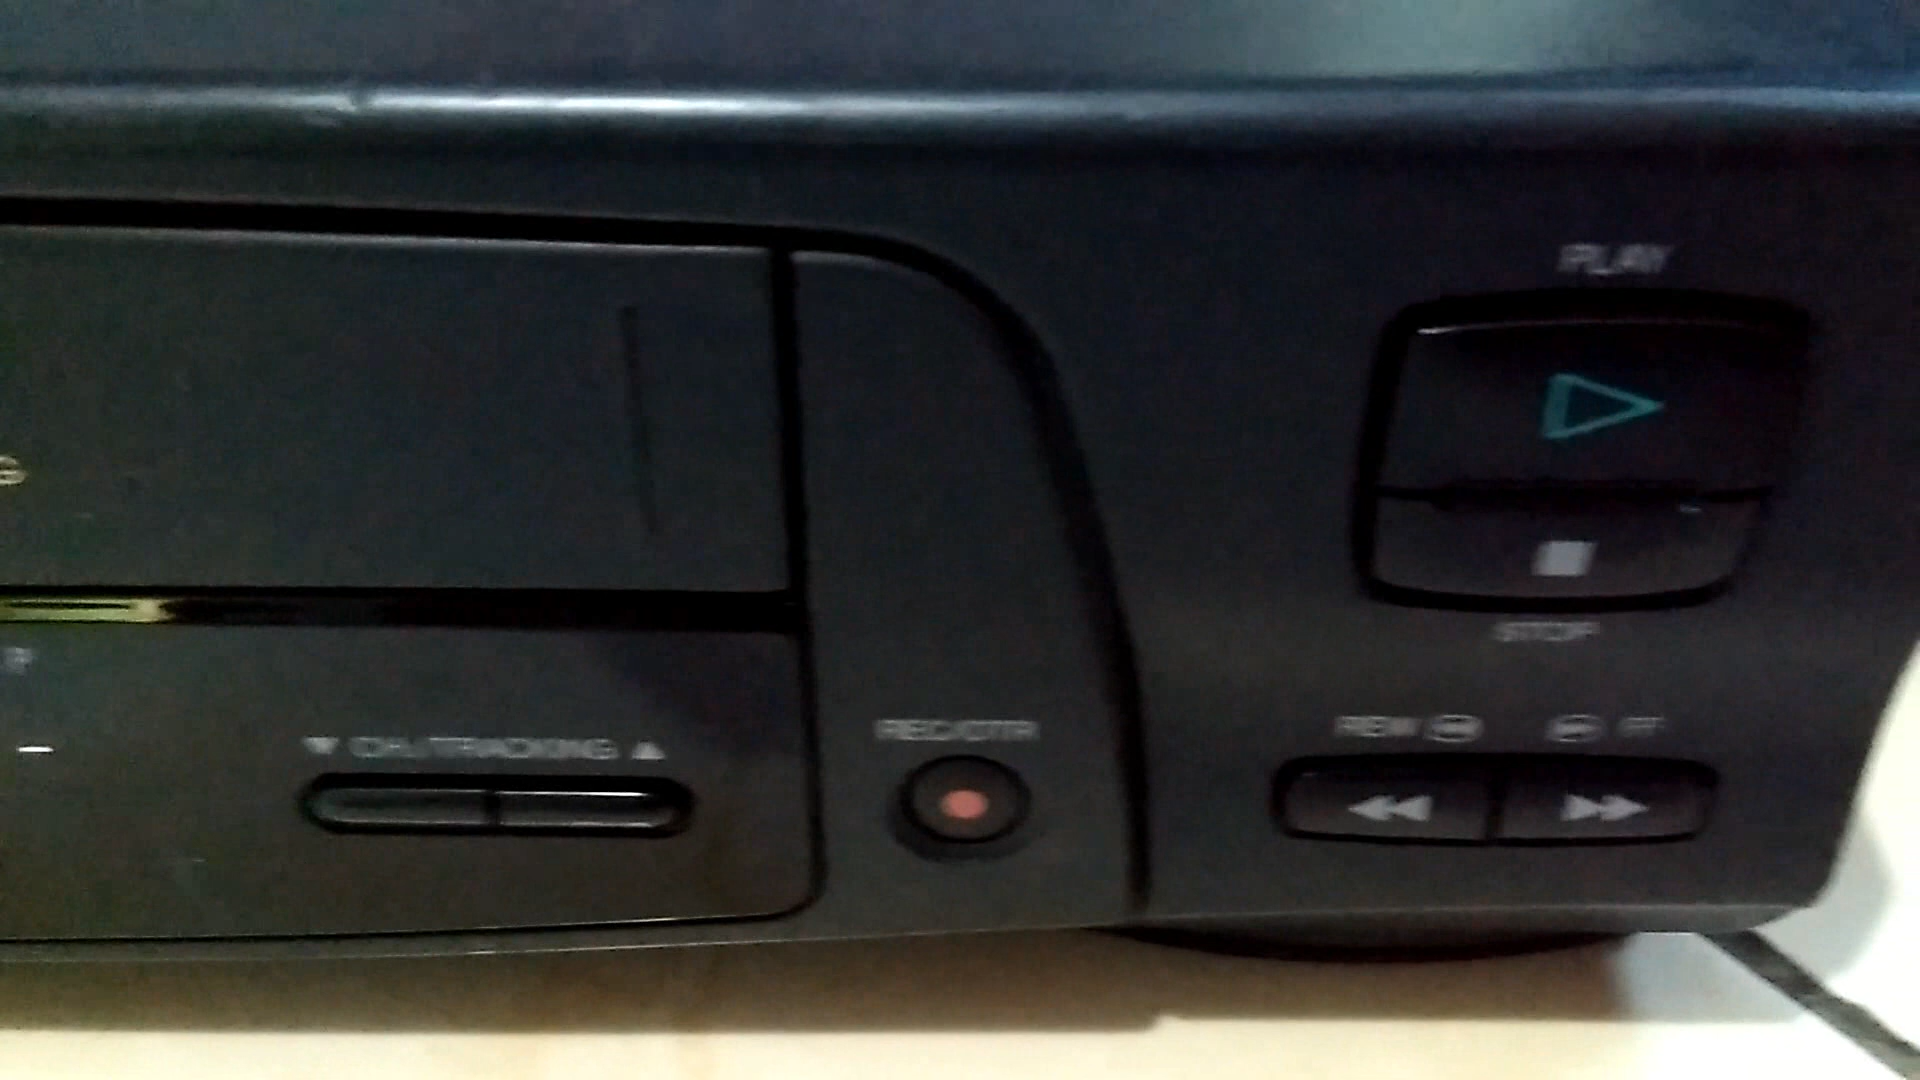 PLAY
STOP
▼ CH/TRACKING ▲
REC/OTR
REW
FF